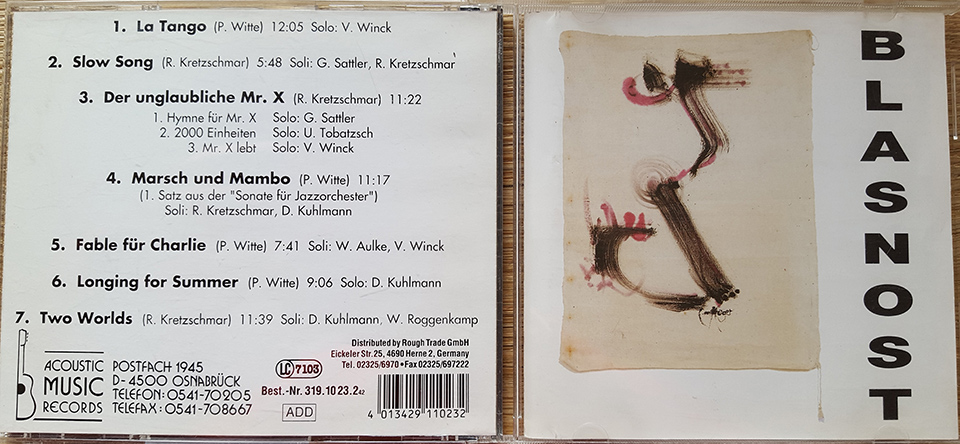 1. La Tango (P. Witte) 12:05 Solo: V. Winck
2. Slow Song (R. Kretzschmar) 5:48 Soli: G. Sattler, R. Kretzschmar
3. Der unglaubliche Mr. X (R. Kretzschmar) 11:22
1. Hymne für Mr. X Solo: G. Sattler
2. 2000 Einheiten Solo: U. Tobatzsch
3. Mr. X lebt Solo: V. Winck
4. Marsch und Mambo (P. Witte) 11:17
(1. Satz aus der "Sonate für Jazzorchester")
Soli: R. Kretzschmar, D. Kuhlmann
5. Fable für Charlie (P. Witte) 7:41 Soli: W. Aulke, V. Winck
6. Longing for Summer (P. Witte) 9:06 Solo: D. Kuhlmann
7. Two Worlds (R. Kretzschmar) 11:39 Soli: D. Kuhlmann, W. Roggenkamp
ACOUSTIC
MUSIC
RECORDS
POSTFACH 1945
D-4500 OSNABRÜCK
TELEFON: 0541-70205
TELEFAX: 0541-708667
LC 7103
Best.-Nr. 319.1023.2 42
ADD
Distributed by Rough Trade GmbH
Eickeler Str.25, 4690 Herne 2, Germany
Tel. 02325/6970 • Fax 02325/697222
4 013429 110232
BLASNOST